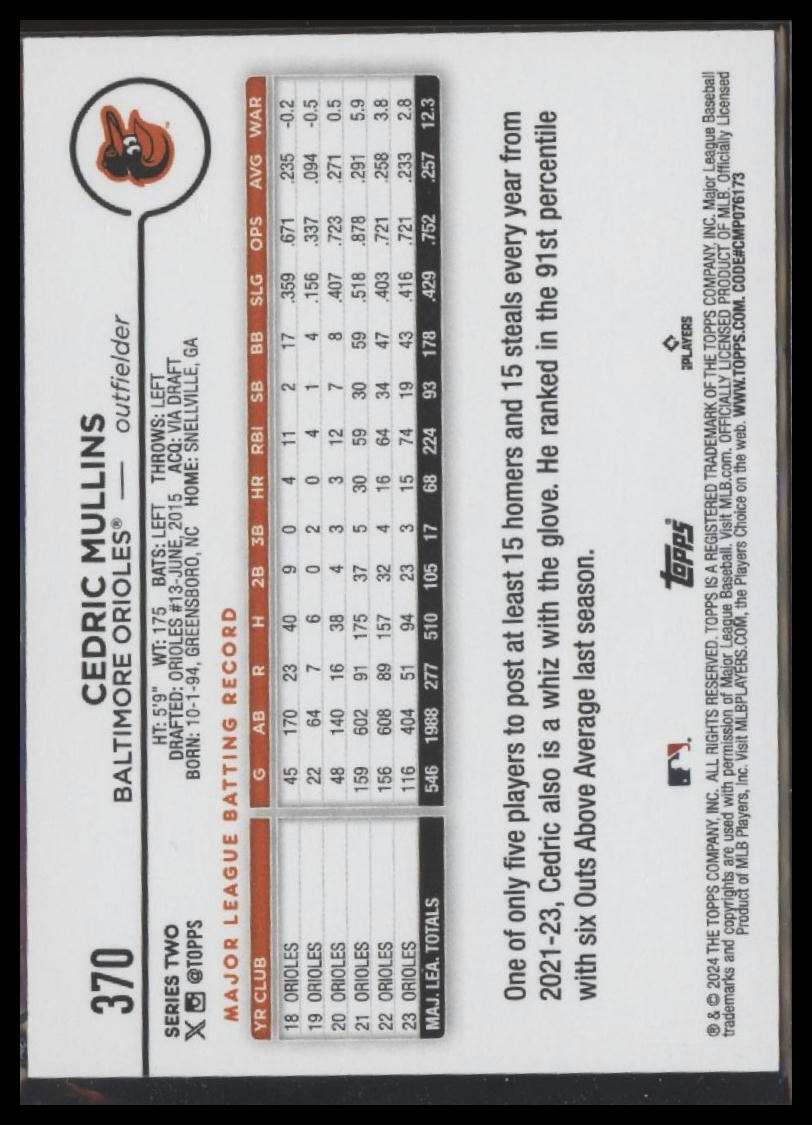 370
CEDRIC MULLINS
BALTIMORE ORIOLES® — outfielder
SERIES TWO
@TOPPS
HT: 5'9" WT: 175 BATS: LEFT THROWS: LEFT
DRAFTED: ORIOLES #13-JUNE, 2015 ACQ: VIA DRAFT
BORN: 10-1-94, GREENSBORO, NC HOME: SNELLVILLE, GA
MAJOR LEAGUE BATTING RECORD
YR CLUB G AB R H 2B 3B HR RBI SB BB SLG OPS AVG WAR
18 ORIOLES 45 170 23 40 9 0 4 11 2 17 .359 .671 .235 -0.2
19 ORIOLES 22 64 7 6 0 2 0 4 1 4 .156 .337 .094 -0.5
20 ORIOLES 48 140 16 38 4 3 3 12 7 8 .407 .723 .271 0.5
21 ORIOLES 159 602 91 175 37 5 30 59 30 59 .518 .878 .291 5.9
22 ORIOLES 156 608 89 157 32 4 16 64 34 47 .403 .721 .258 3.8
23 ORIOLES 116 404 51 94 23 3 15 74 19 43 .416 .721 .233 2.8
MAJ. LEA. TOTALS 546 1988 277 510 105 17 68 224 93 178 .429 .752 .257 12.3
One of only five players to post at least 15 homers and 15 steals every year from
2021-23, Cedric also is a whiz with the glove. He ranked in the 91st percentile
with six Outs Above Average last season.
topps®
PLAYERS
® & © 2024 THE TOPPS COMPANY, INC. ALL RIGHTS RESERVED. TOPPS IS A REGISTERED TRADEMARK OF THE TOPPS COMPANY, INC. Major League Baseball
trademarks and copyrights are used with permission of Major League Baseball. Visit MLB.com. OFFICIALLY LICENSED PRODUCT OF MLB. Officially Licensed
Product of MLB Players, Inc. Visit MLBPLAYERS.COM, the Players Choice on the web. WWW.TOPPS.COM. CODE#CMP076173